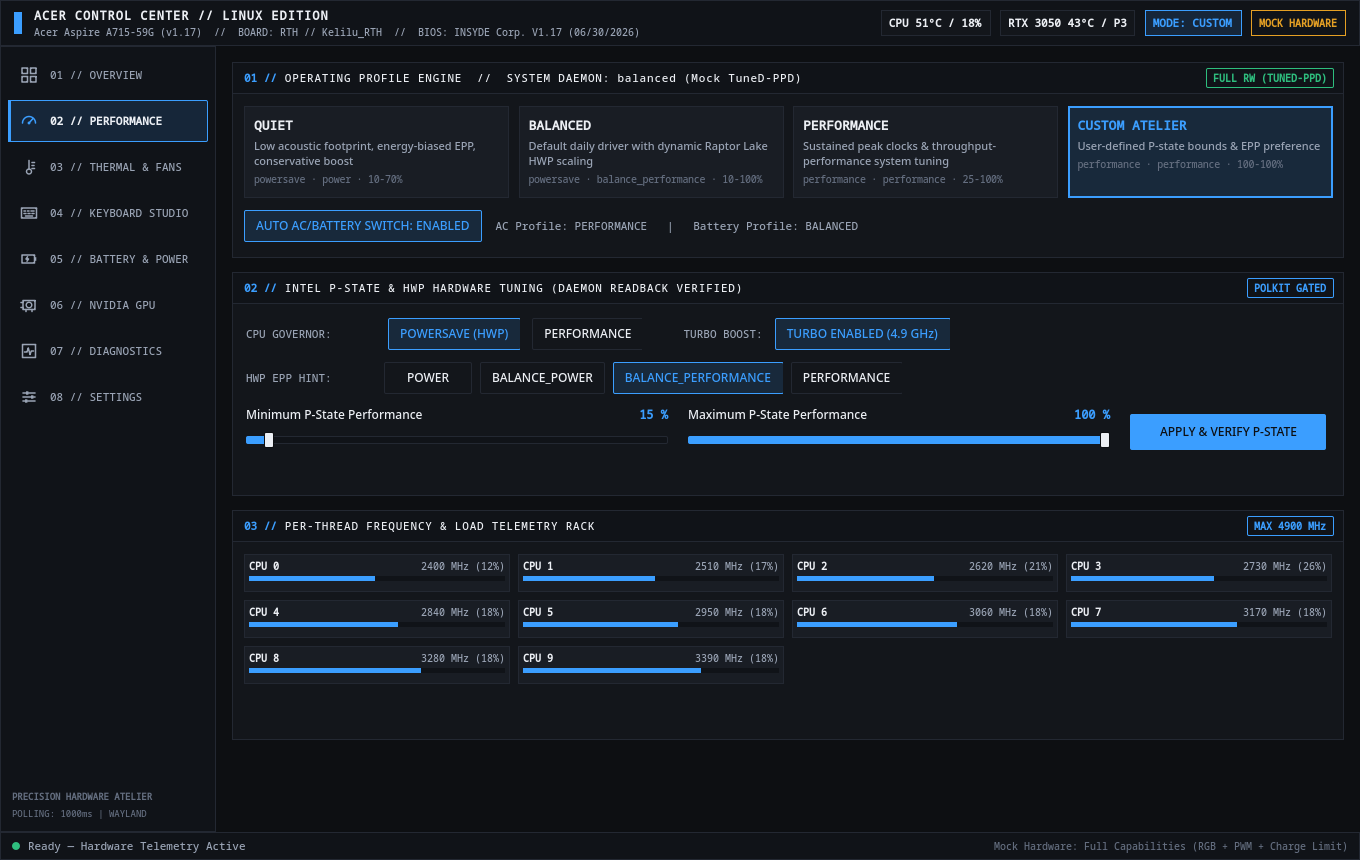 ACER CONTROL CENTER // LINUX EDITION
Acer Aspire A715-59G (v1.17)  //  BOARD: RTH // Kelilu_RTH  //  BIOS: INSYDE Corp. V1.17 (06/30/2026)
CPU 51°C / 18%
RTX 3050 43°C / P3
MODE: CUSTOM
MOCK HARDWARE
01 // OVERVIEW
02 // PERFORMANCE
03 // THERMAL & FANS
04 // KEYBOARD STUDIO
05 // BATTERY & POWER
06 // NVIDIA GPU
07 // DIAGNOSTICS
08 // SETTINGS
PRECISION HARDWARE ATELIER
POLLING: 1000ms | WAYLAND
01 // OPERATING PROFILE ENGINE  //  SYSTEM DAEMON: balanced (Mock TuneD-PPD)
FULL RW (TUNED-PPD)
QUIET
Low acoustic footprint, energy-biased EPP,
conservative boost
powersave · power · 10-70%
BALANCED
Default daily driver with dynamic Raptor Lake
HWP scaling
powersave · balance_performance · 10-100%
PERFORMANCE
Sustained peak clocks & throughput-
performance system tuning
performance · performance · 25-100%
CUSTOM ATELIER
User-defined P-state bounds & EPP preference
performance · performance · 100-100%
AUTO AC/BATTERY SWITCH: ENABLED
AC Profile: PERFORMANCE   |   Battery Profile: BALANCED
02 // INTEL P-STATE & HWP HARDWARE TUNING (DAEMON READBACK VERIFIED)
POLKIT GATED
CPU GOVERNOR:
POWERSAVE (HWP)
PERFORMANCE
TURBO BOOST:
TURBO ENABLED (4.9 GHz)
HWP EPP HINT:
POWER
BALANCE_POWER
BALANCE_PERFORMANCE
PERFORMANCE
Minimum P-State Performance
15 %
Maximum P-State Performance
100 %
APPLY & VERIFY P-STATE
03 // PER-THREAD FREQUENCY & LOAD TELEMETRY RACK
MAX 4900 MHz
CPU 0
2400 MHz (12%)
CPU 1
2510 MHz (17%)
CPU 2
2620 MHz (21%)
CPU 3
2730 MHz (26%)
CPU 4
2840 MHz (18%)
CPU 5
2950 MHz (18%)
CPU 6
3060 MHz (18%)
CPU 7
3170 MHz (18%)
CPU 8
3280 MHz (18%)
CPU 9
3390 MHz (18%)
Ready — Hardware Telemetry Active
Mock Hardware: Full Capabilities (RGB + PWM + Charge Limit)